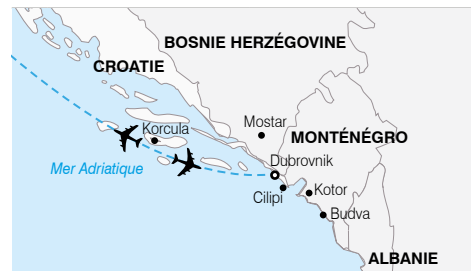 BOSNIE HERZÉGOVINE
CROATIE
Mostar
Korcula
MONTÉNÉGRO
Mer Adriatique
Dubrovnik
Cilipi
Kotor
Budva
ALBANIE